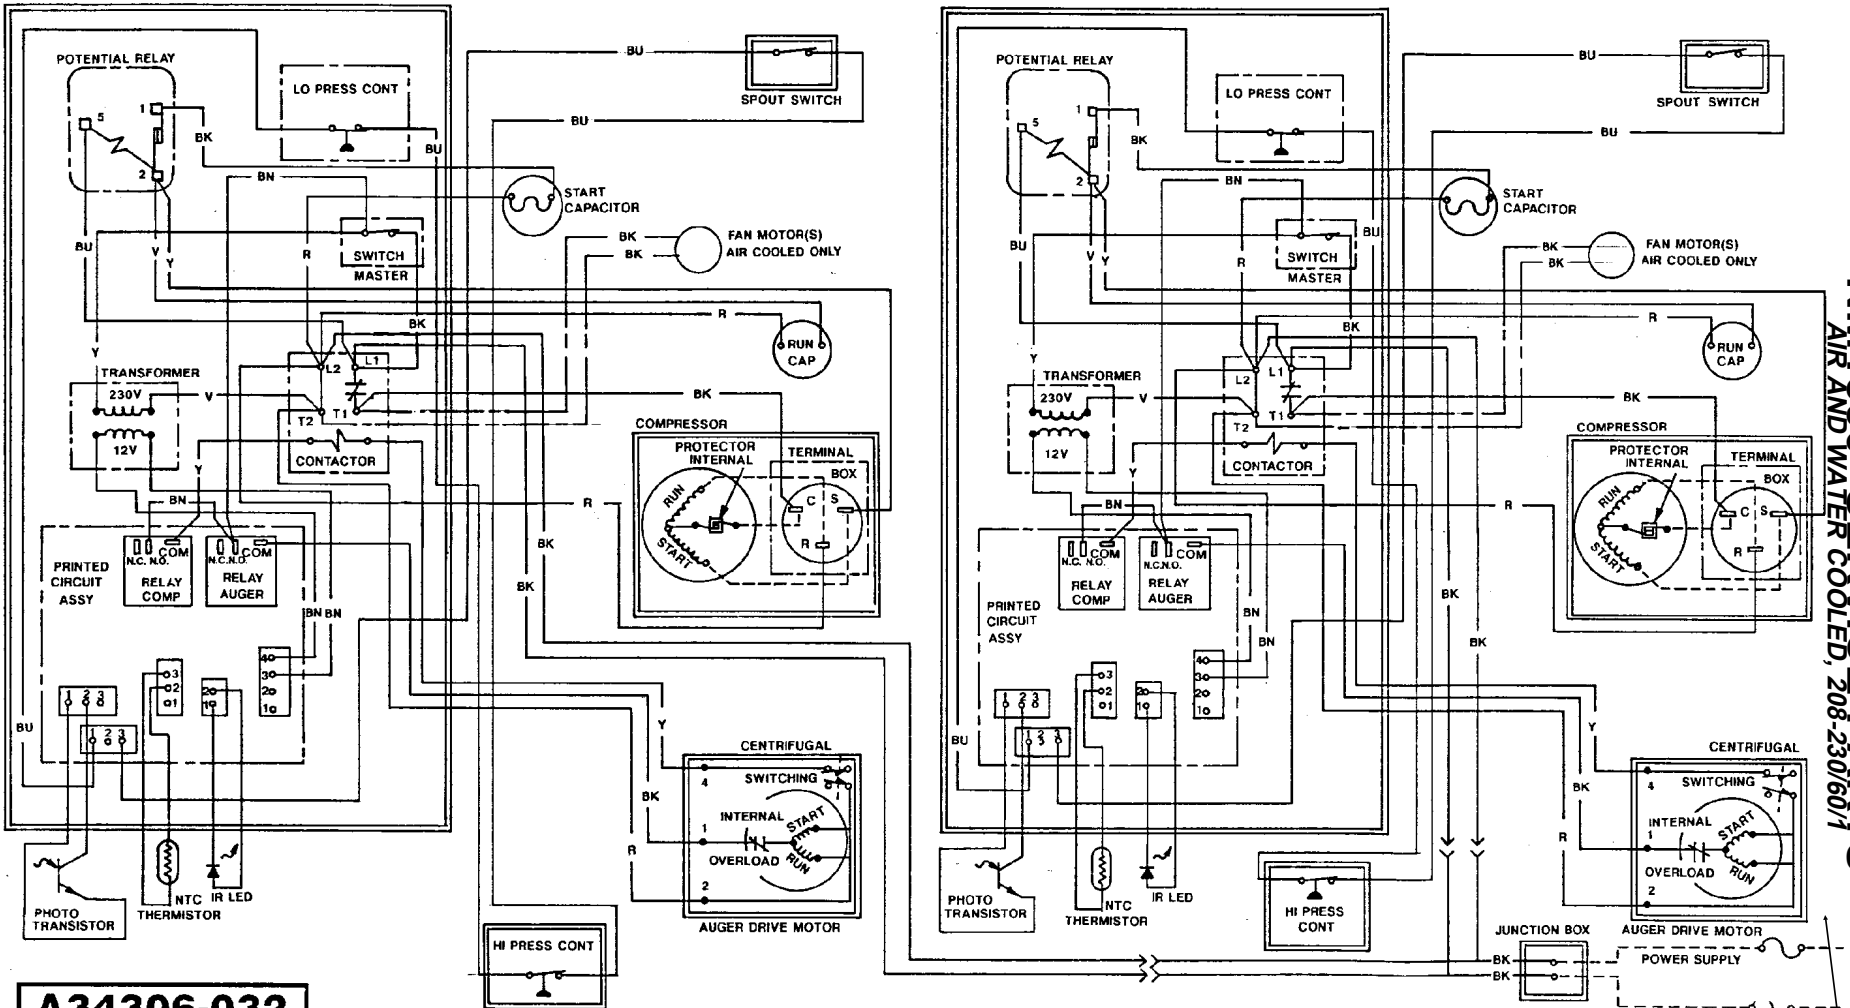 POTENTIAL RELAY
1
5
2
BK
LO PRESS CONT
BU
BU
SPOUT SWITCH
BU
BN
START
CAPACITOR
BU
V
Y
R
SWITCH
MASTER
BK
BK
FAN MOTOR(S)
AIR COOLED ONLY
R
BK
RUN
CAP
Y
TRANSFORMER
230V
V
L2
L1
T2
T1
12V
CONTACTOR
BK
Y
COMPRESSOR
PROTECTOR
INTERNAL
TERMINAL
BOX
RUN
START
C
S
R
R
BN
BK
BK
PRINTED
CIRCUIT
ASSY
N.C. N.O.
COM
RELAY
COMP
N.C. N.O.
COM
RELAY
AUGER
BN
BN
4
3
2
1
3
2
1
2
1
1 2 3
1 2 3
BU
PHOTO
TRANSISTOR
NTC
THERMISTOR
IR LED
Y
BK
R
CENTRIFUGAL
SWITCHING
4
INTERNAL
1
OVERLOAD
START
RUN
2
AUGER DRIVE MOTOR
HI PRESS CONT
A34306-032
POTENTIAL RELAY
1
5
2
BK
LO PRESS CONT
BU
SPOUT SWITCH
BU
BN
START
CAPACITOR
BU
V
Y
R
SWITCH
MASTER
BU
BK
BK
FAN MOTOR(S)
AIR COOLED ONLY
R
BK
RUN
CAP
Y
TRANSFORMER
230V
V
L2
L1
T2
T1
12V
CONTACTOR
BK
Y
COMPRESSOR
PROTECTOR
INTERNAL
TERMINAL
BOX
RUN
START
C
S
R
R
BN
BK
BK
PRINTED
CIRCUIT
ASSY
N.C. N.O.
COM
RELAY
COMP
N.C. N.O.
COM
RELAY
AUGER
BN
BN
4
3
2
1
3
2
1
2
1
1 2 3
1 2 3
BU
PHOTO
TRANSISTOR
NTC
THERMISTOR
IR LED
HI PRESS
CONT
Y
BK
R
CENTRIFUGAL
SWITCHING
4
INTERNAL
1
OVERLOAD
START
RUN
2
AUGER DRIVE MOTOR
JUNCTION BOX
BK
BK
POWER SUPPLY
AIR AND WATER COOLED, 208-230/60/1